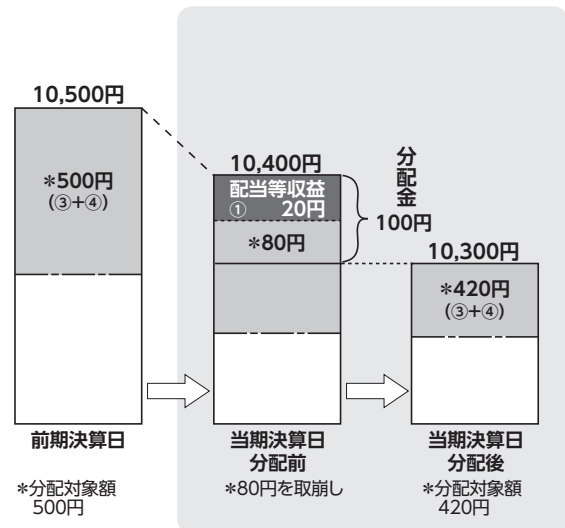 10,500円
*500円
(③+④)
前期決算日
*分配対象額
500円
10,400円
配当等収益
① 20円
*80円
分配金
100円
当期決算日
分配前
*80円を取崩し
10,300円
*420円
(③+④)
当期決算日
分配後
*分配対象額
420円